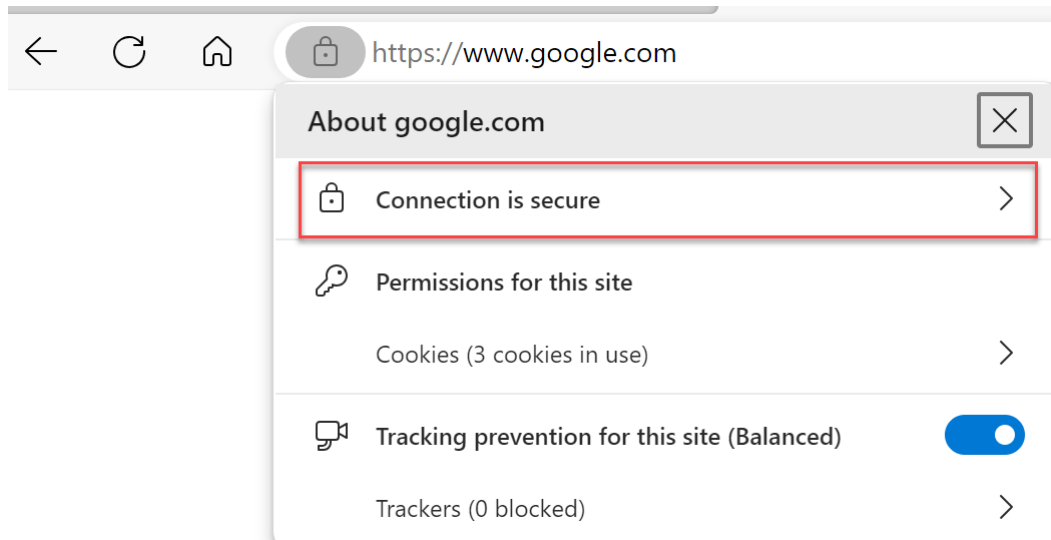 https://www.google.com
About google.com
Connection is secure
Permissions for this site
Cookies (3 cookies in use)
Tracking prevention for this site (Balanced)
Trackers (0 blocked)